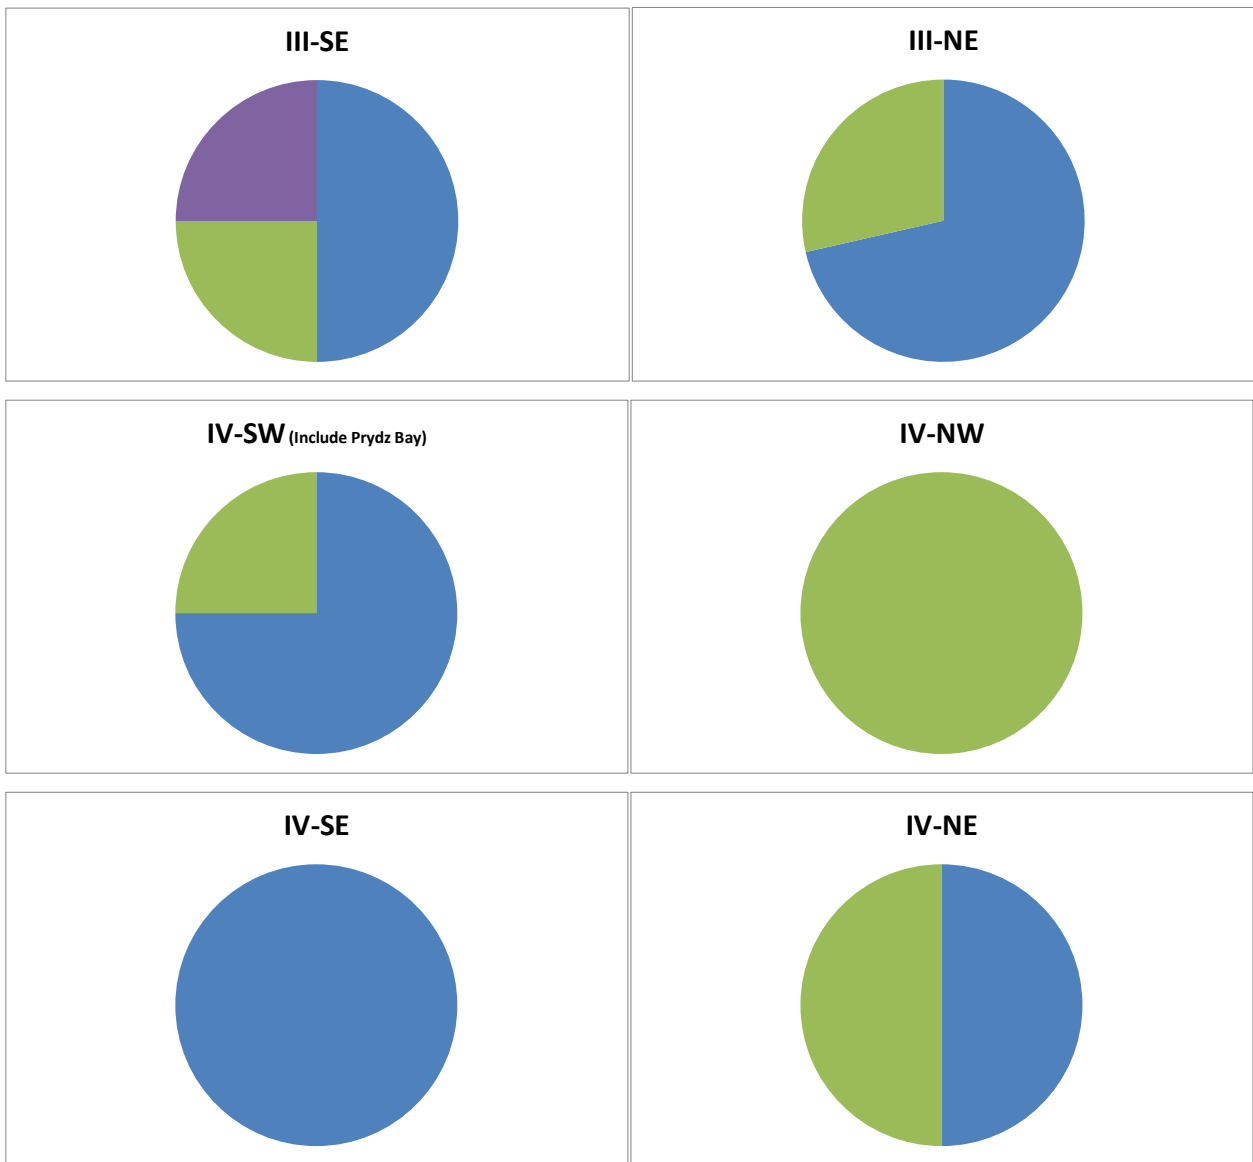 III-SE
III-NE
IV-SW (Include Prydz Bay)
IV-NW
IV-SE
IV-NE